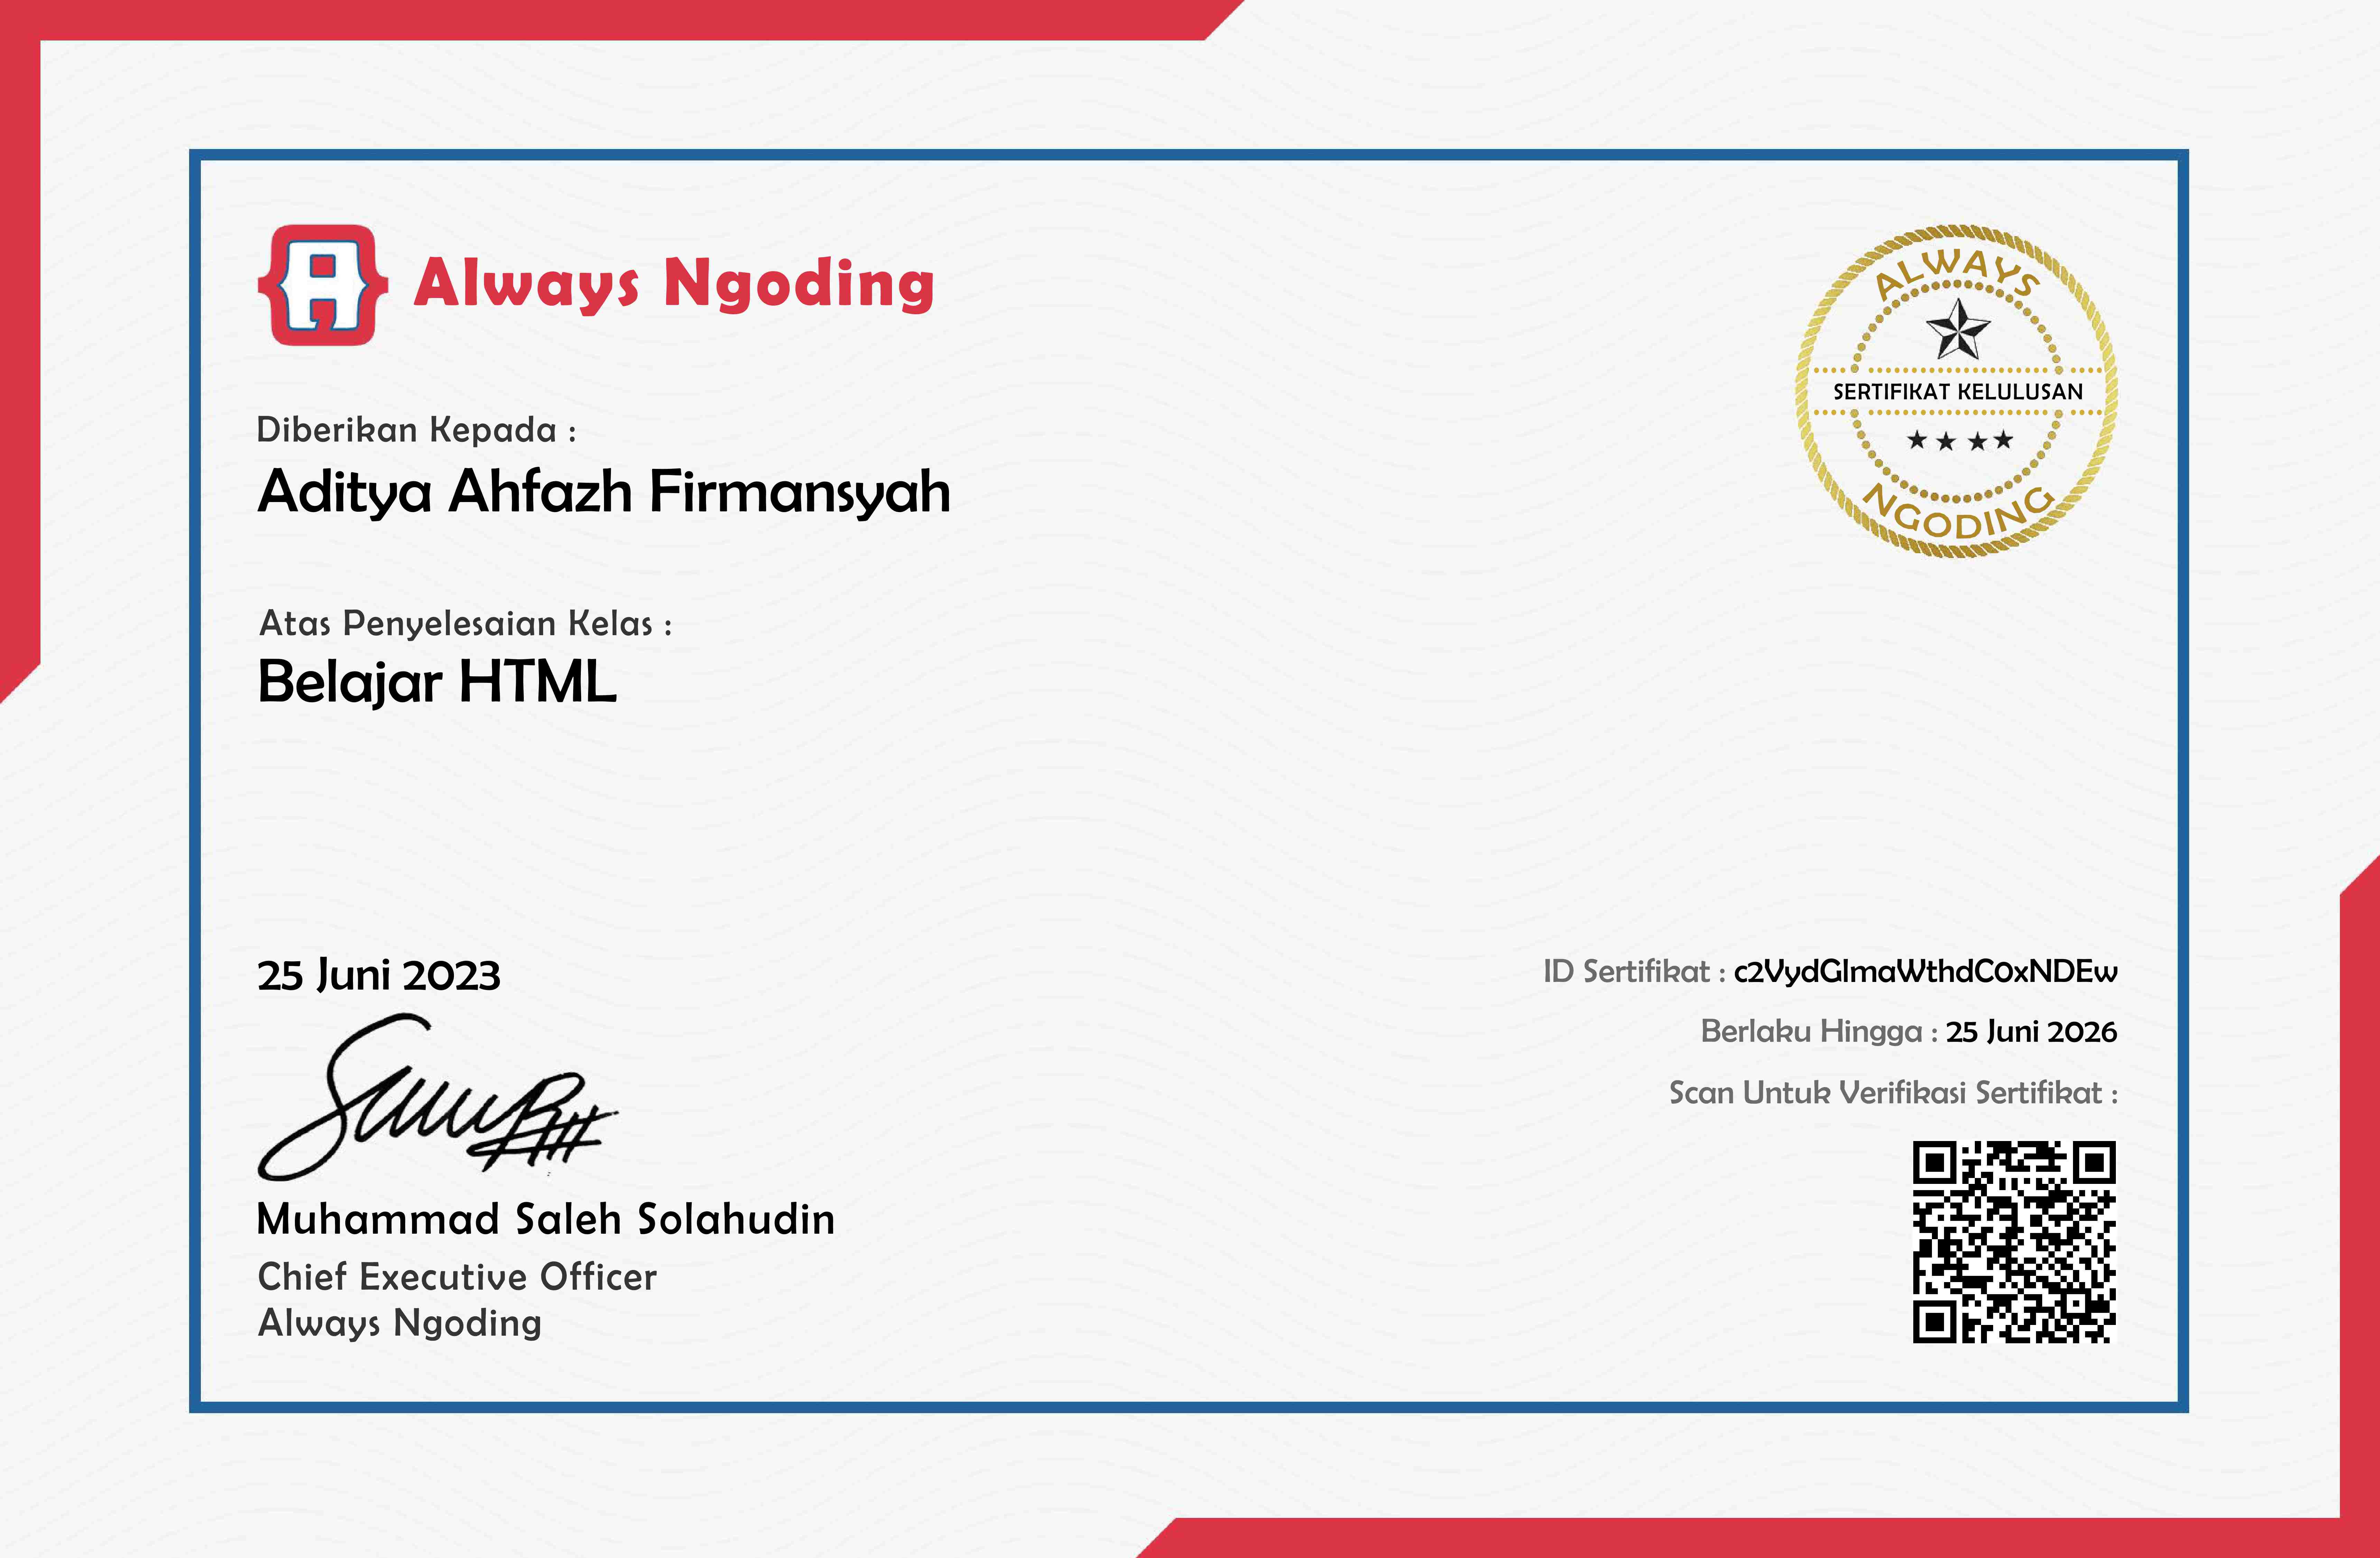 Always Ngoding
ALWAYS
SERTIFIKAT KELULUSAN
NGODING
Diberikan Kepada :
Aditya Ahfazh Firmansyah
Atas Penyelesaian Kelas :
Belajar HTML
25 Juni 2023
Muhammad Saleh Solahudin
Chief Executive Officer
Always Ngoding
ID Sertifikat : c2VydGlmaWthdC0xNDEw
Berlaku Hingga : 25 Juni 2026
Scan Untuk Verifikasi Sertifikat :